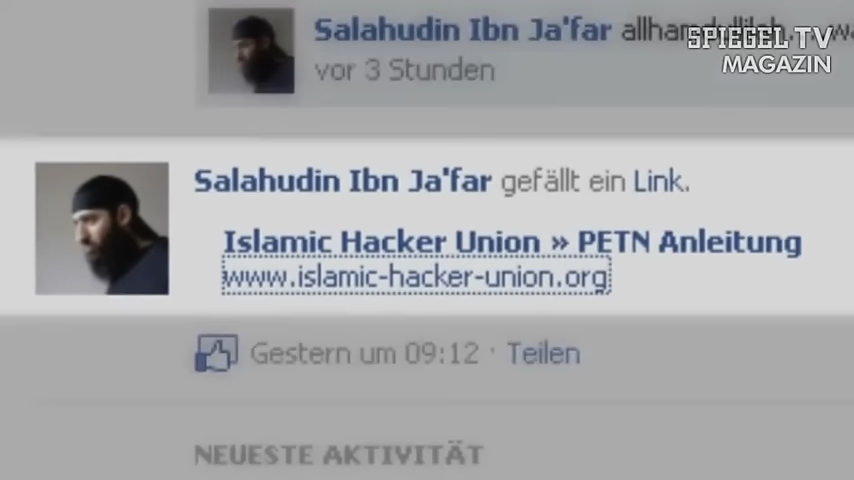 Salahudin Ibn Ja'far
SPIEGEL TV
MAGAZIN
vor 3 Stunden
Salahudin Ibn Ja'far gefällt ein Link.
Islamic Hacker Union » PETN Anleitung
www.islamic-hacker-union.org
Gestern um 09:12 · Teilen
NEUESTE AKTIVITÄT